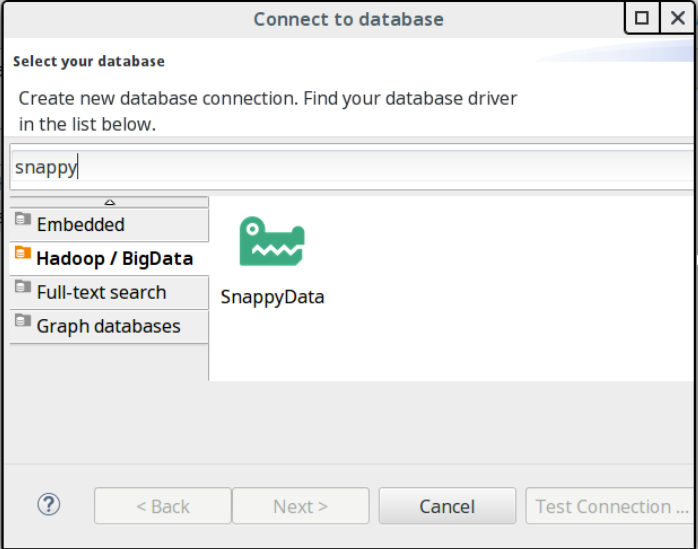 Connect to database
Select your database
Create new database connection. Find your database driver
in the list below.
snappy
Embedded
Hadoop / BigData
Full-text search
Graph databases
SnappyData
?
< Back
Next >
Cancel
Test Connection ...